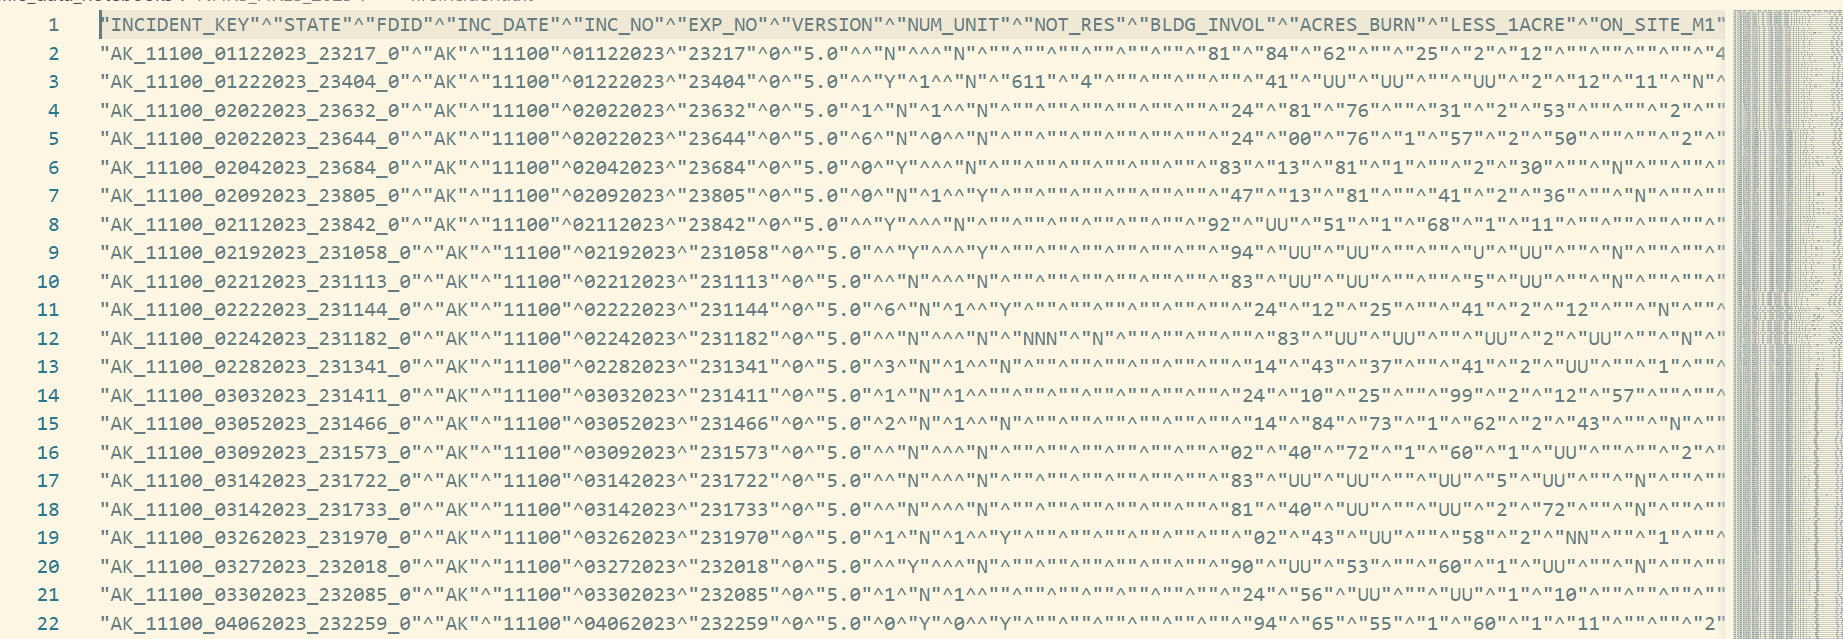 1 "INCIDENT_KEY"^"STATE"^"FDID"^"INC_DATE"^"INC_NO"^"EXP_NO"^"VERSION"^"NUM_UNIT"^"NOT_RES"^"BLDG_INVOL"^"ACRES_BURN"^"LESS_1ACRE"^"ON_SITE_M1"
2 "AK_11100_01122023_23217_0"^"AK"^"11100"^01122023^"23217"^0^"5.0"^^"N"^^^"N"^""^""^""^""^""^""^""^"81"^"84"^"62"^""^"25"^"2"^"12"^""^""^""^""^4
3 "AK_11100_01222023_23404_0"^"AK"^"11100"^01222023^"23404"^0^"5.0"^^"Y"^1^^"N"^"611"^"4"^""^""^""^""^""^"41"^"UU"^"UU"^""^"UU"^"2"^"12"^"11"^"N"^
4 "AK_11100_02022023_23632_0"^"AK"^"11100"^02022023^"23632"^0^"5.0"^1^"N"^1^^"N"^""^""^""^""^""^""^""^"24"^"81"^"76"^""^"31"^"2"^"53"^""^""^"2"^""
5 "AK_11100_02022023_23644_0"^"AK"^"11100"^02022023^"23644"^0^"5.0"^6^"N"^0^^"N"^""^""^""^""^""^""^""^"24"^"00"^"76"^"1"^"57"^"2"^"50"^""^""^"2"^"
6 "AK_11100_02042023_23684_0"^"AK"^"11100"^02042023^"23684"^0^"5.0"^0^"Y"^^^"N"^""^""^""^""^""^""^""^"83"^"13"^"81"^"1"^""^"2"^"30"^""^"N"^""^"
7 "AK_11100_02092023_23805_0"^"AK"^"11100"^02092023^"23805"^0^"5.0"^0^"N"^1^^"Y"^""^""^""^""^""^""^""^"47"^"13"^"81"^""^"41"^"2"^"36"^""^"N"^""^""
8 "AK_11100_02112023_23842_0"^"AK"^"11100"^02112023^"23842"^0^"5.0"^^"Y"^^^"N"^""^""^""^""^""^""^""^"92"^"UU"^"51"^"1"^"68"^"1"^"11"^""^""^""^""^
9 "AK_11100_02192023_231058_0"^"AK"^"11100"^02192023^"231058"^0^"5.0"^^"Y"^^^"Y"^""^""^""^""^""^""^""^"94"^"UU"^"UU"^""^""^"U"^"UU"^""^"N"^""^"
10 "AK_11100_02212023_231113_0"^"AK"^"11100"^02212023^"231113"^0^"5.0"^^"N"^^^"N"^""^""^""^""^""^""^""^"83"^"UU"^"UU"^""^""^"5"^"UU"^""^"N"^""^"
11 "AK_11100_02222023_231144_0"^"AK"^"11100"^02222023^"231144"^0^"5.0"^6^"N"^1^^"Y"^""^""^""^""^""^""^""^"24"^"12"^"25"^""^"41"^"2"^"12"^""^"N"^""^
12 "AK_11100_02242023_231182_0"^"AK"^"11100"^02242023^"231182"^0^"5.0"^^"N"^^^"N"^"NNN"^"N"^""^""^""^""^""^"83"^"UU"^"UU"^""^"UU"^"2"^"UU"^""^"N"^
13 "AK_11100_02282023_231341_0"^"AK"^"11100"^02282023^"231341"^0^"5.0"^3^"N"^1^^"N"^""^""^""^""^""^""^""^"14"^"43"^"37"^""^"41"^"2"^"UU"^""^"1"^""^
14 "AK_11100_03032023_231411_0"^"AK"^"11100"^03032023^"231411"^0^"5.0"^1^"N"^1^^""^""^""^""^""^""^""^""^"24"^"10"^"25"^""^"99"^"2"^"12"^"57"^""^"
15 "AK_11100_03052023_231466_0"^"AK"^"11100"^03052023^"231466"^0^"5.0"^2^"N"^1^^"N"^""^""^""^""^""^""^""^"14"^"84"^"73"^"1"^"62"^"2"^"43"^""^"N"^""
16 "AK_11100_03092023_231573_0"^"AK"^"11100"^03092023^"231573"^0^"5.0"^^"N"^^^"N"^""^""^""^""^""^""^""^"02"^"40"^"72"^"1"^"60"^"1"^"UU"^""^""^"2"^
17 "AK_11100_03142023_231722_0"^"AK"^"11100"^03142023^"231722"^0^"5.0"^^"N"^^^"N"^""^""^""^""^""^""^""^"83"^"UU"^"UU"^""^"UU"^"5"^"UU"^""^"N"^""^
18 "AK_11100_03142023_231733_0"^"AK"^"11100"^03142023^"231733"^0^"5.0"^^"N"^^^"N"^""^""^""^""^""^""^""^"81"^"40"^"UU"^""^"UU"^"2"^"72"^""^"N"^""^
19 "AK_11100_03262023_231970_0"^"AK"^"11100"^03262023^"231970"^0^"5.0"^1^"N"^1^^"Y"^""^""^""^""^""^""^""^"02"^"43"^"UU"^""^"58"^"2"^"NN"^""^"1"^""^
20 "AK_11100_03272023_232018_0"^"AK"^"11100"^03272023^"232018"^0^"5.0"^^"Y"^^^"N"^""^""^""^""^""^""^""^"90"^"UU"^"53"^""^"60"^"1"^"UU"^""^"N"^""^
21 "AK_11100_03302023_232085_0"^"AK"^"11100"^03302023^"232085"^0^"5.0"^1^"N"^1^^""^""^""^""^""^""^""^""^"24"^"56"^"UU"^""^"UU"^"1"^"10"^""^""^""^"
22 "AK_11100_04062023_232259_0"^"AK"^"11100"^04062023^"232259"^0^"5.0"^0^"Y"^0^^"Y"^""^""^""^""^""^""^""^"94"^"65"^"55"^"1"^"60"^"1"^"11"^""^""^"2"